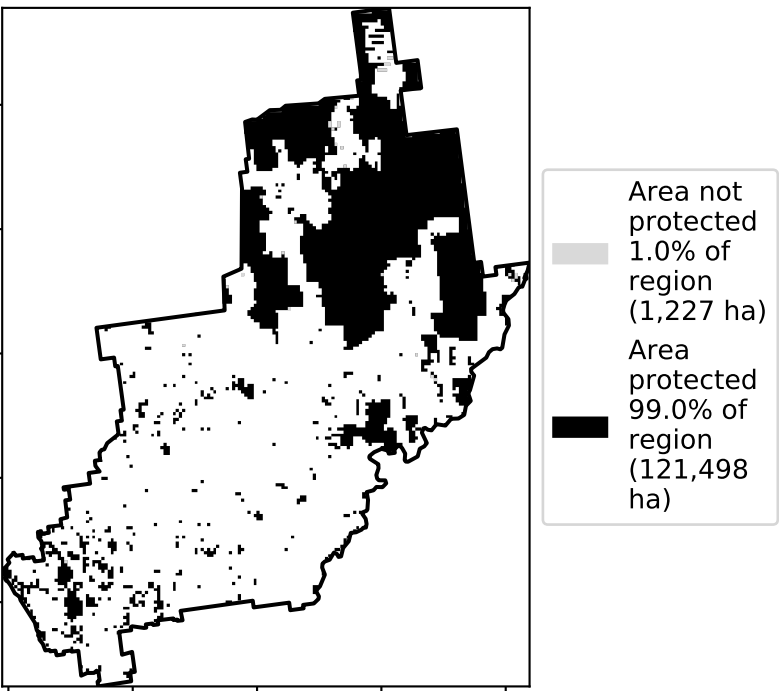 Area not
protected
1.0% of
region
(1,227 ha)
Area
protected
99.0% of
region
(121,498
ha)